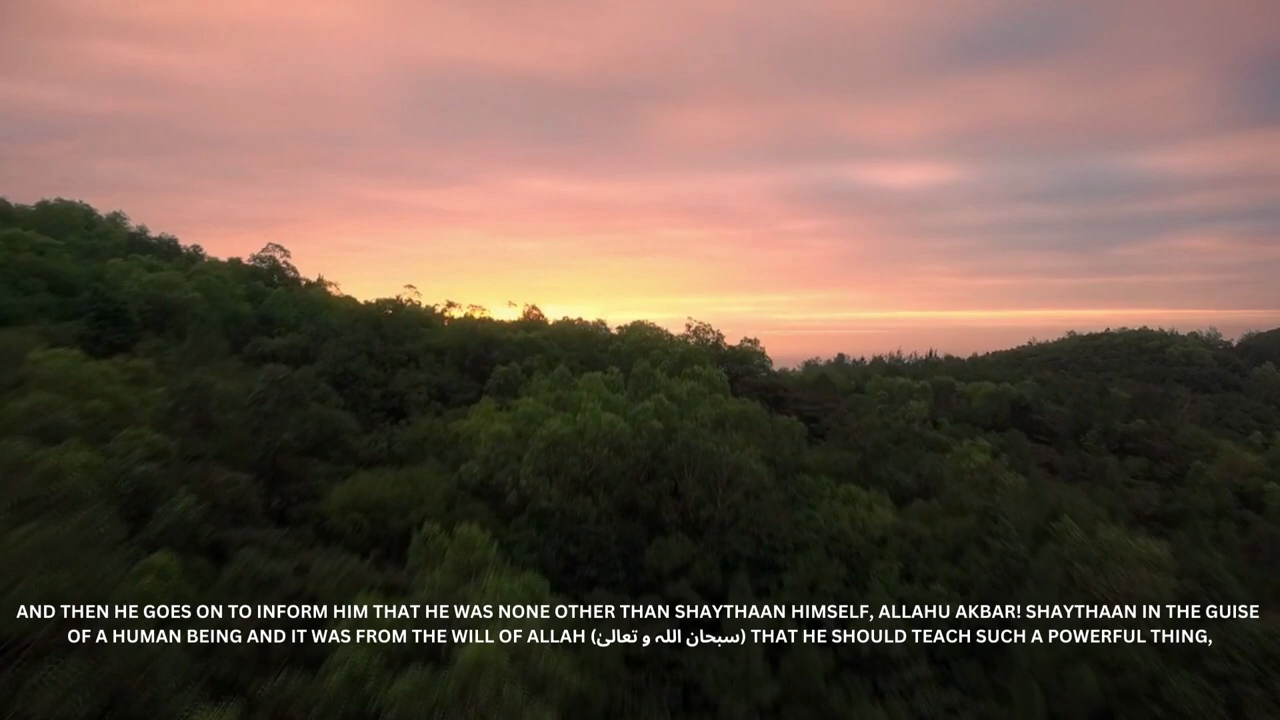 AND THEN HE GOES ON TO INFORM HIM THAT HE WAS NONE OTHER THAN SHAYTHAAN HIMSELF, ALLAHU AKBAR! SHAYTHAAN IN THE GUISE
OF A HUMAN BEING AND IT WAS FROM THE WILL OF ALLAH (سبحان اللہ و تعالیٰ) THAT HE SHOULD TEACH SUCH A POWERFUL THING,